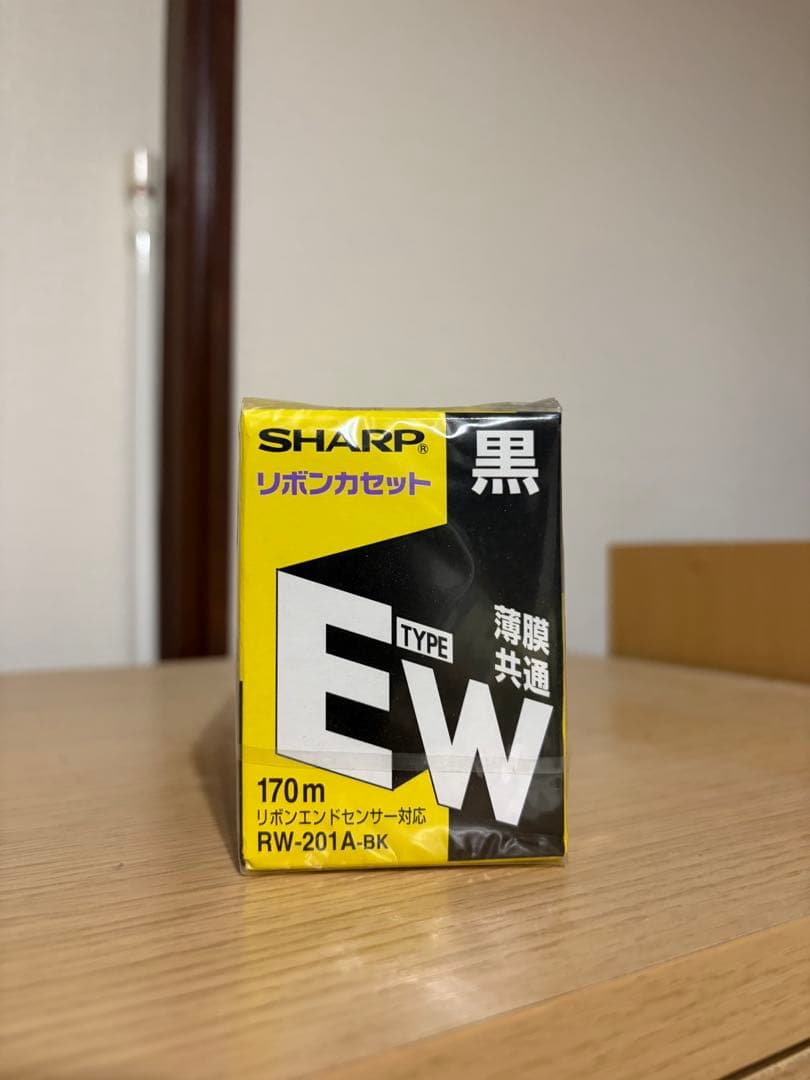 SHARP®
リボンカセット
黒
E TYPE W
薄膜
共通
170m
リボンエンドセンサー対応
RW-201A-BK